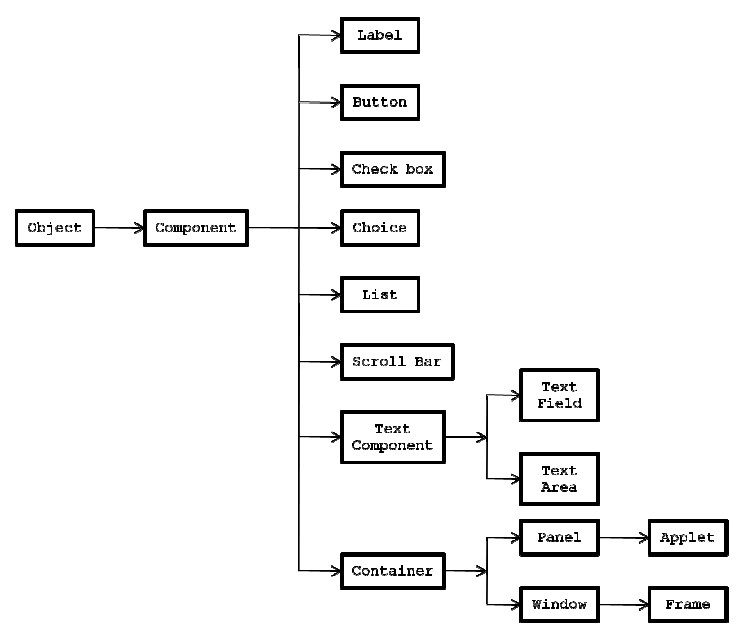 Label
Button
Check box
Object
Component
Choice
List
Scroll Bar
Text
Component
Text
Field
Text
Area
Container
Panel
Applet
Window
Frame